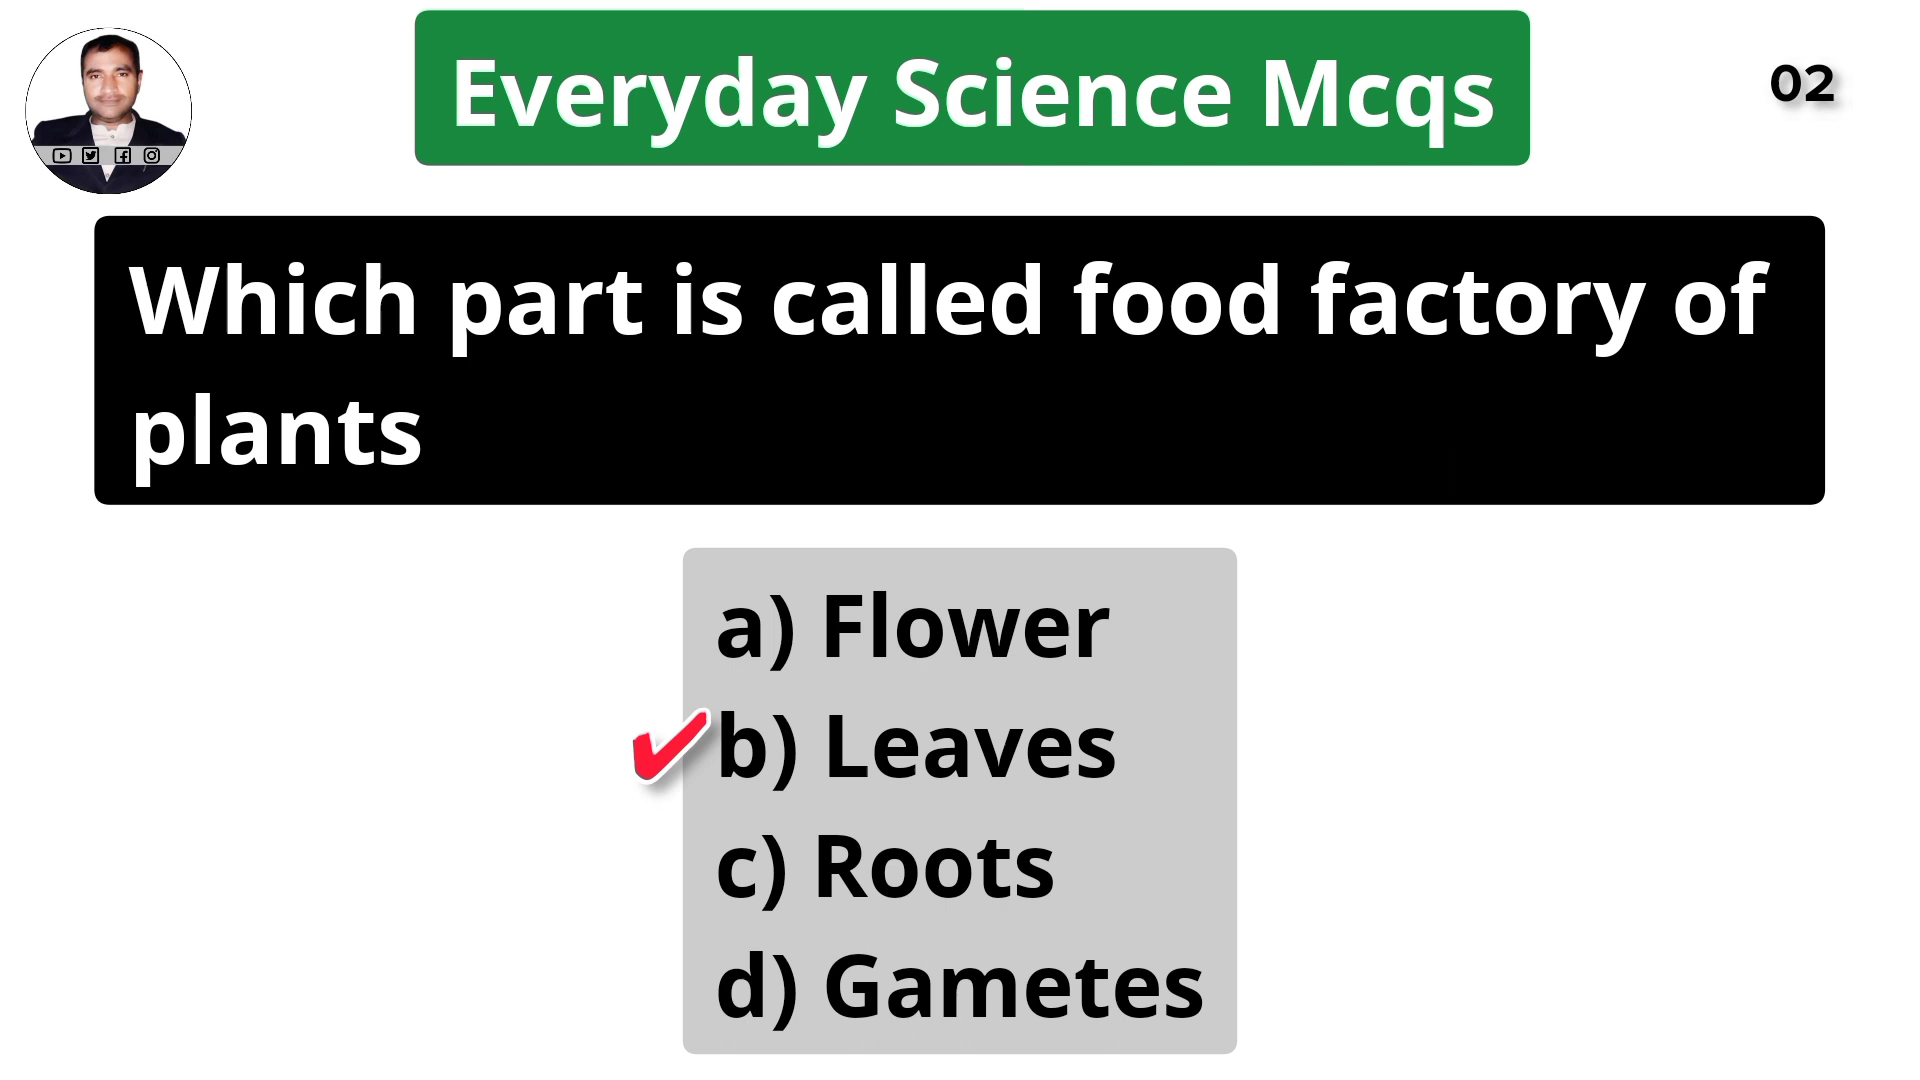 Everyday Science Mcqs
02
Which part is called food factory of
plants
a) Flower
b) Leaves
c) Roots
d) Gametes